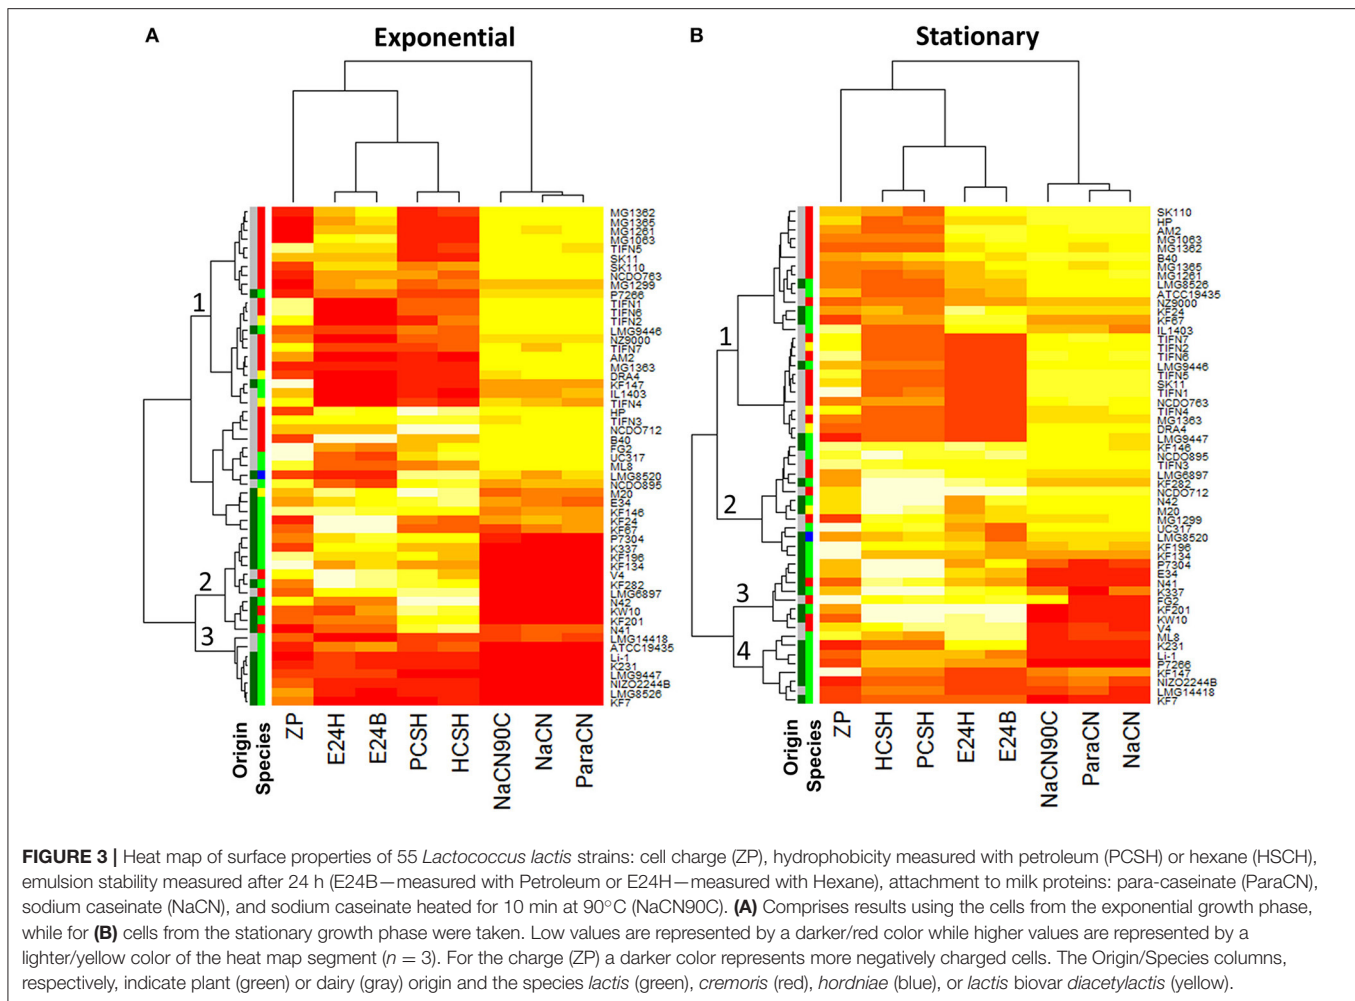 A
Exponential
B
Stationary
1
2
3
MG1362
MG1365
MG1261
MG1063
TIFN5
SK11
SK110
NCDO763
MG1299
P7266
TIFN1
TIFN6
TIFN2
LMG9446
NZ9000
TIFN7
AM2
MG1363
DRA4
KF147
IL1403
TIFN4
HP
TIFN3
NCDO712
B40
FG2
UC317
ML8
LMG8520
NCDO895
M20
E34
KF146
KF24
KF67
P7304
K337
KF196
KF134
V4
KF282
LMG6897
N42
KW10
KF201
N41
LMG14418
ATCC19435
Li-1
K231
LMG9447
NIZO2244B
LMG8526
KF7
Origin
Species
ZP
E24H
E24B
PCSH
HCSH
NaCN90C
NaCN
ParaCN
1
2
3
4
SK110
HP
AM2
MG1063
MG1362
B40
MG1365
MG1261
LMG8526
ATCC19435
NZ9000
KF24
KF67
IL1403
TIFN7
TIFN2
TIFN6
LMG9446
TIFN5
SK11
TIFN1
NCDO763
TIFN4
MG1363
DRA4
LMG9447
KF146
NCDO895
TIFN3
LMG6897
KF282
NCDO712
N42
M20
MG1299
UC317
LMG8520
KF196
KF134
P7304
E34
N41
K337
FG2
KF201
KW10
V4
ML8
K231
Li-1
P7266
KF147
NIZO2244B
LMG14418
KF7
Origin
Species
ZP
HCSH
PCSH
E24H
E24B
NaCN90C
ParaCN
NaCN
FIGURE 3 | Heat map of surface properties of 55 Lactococcus lactis strains: cell charge (ZP), hydrophobicity measured with petroleum (PCSH) or hexane (HSCH),
emulsion stability measured after 24 h (E24B—measured with Petroleum or E24H—measured with Hexane), attachment to milk proteins: para-caseinate (ParaCN),
sodium caseinate (NaCN), and sodium caseinate heated for 10 min at 90°C (NaCN90C). (A) Comprises results using the cells from the exponential growth phase,
while for (B) cells from the stationary growth phase were taken. Low values are represented by a darker/red color while higher values are represented by a
lighter/yellow color of the heat map segment (n = 3). For the charge (ZP) a darker color represents more negatively charged cells. The Origin/Species columns,
respectively, indicate plant (green) or dairy (gray) origin and the species lactis (green), cremoris (red), hordniae (blue), or lactis biovar diacetylactis (yellow).